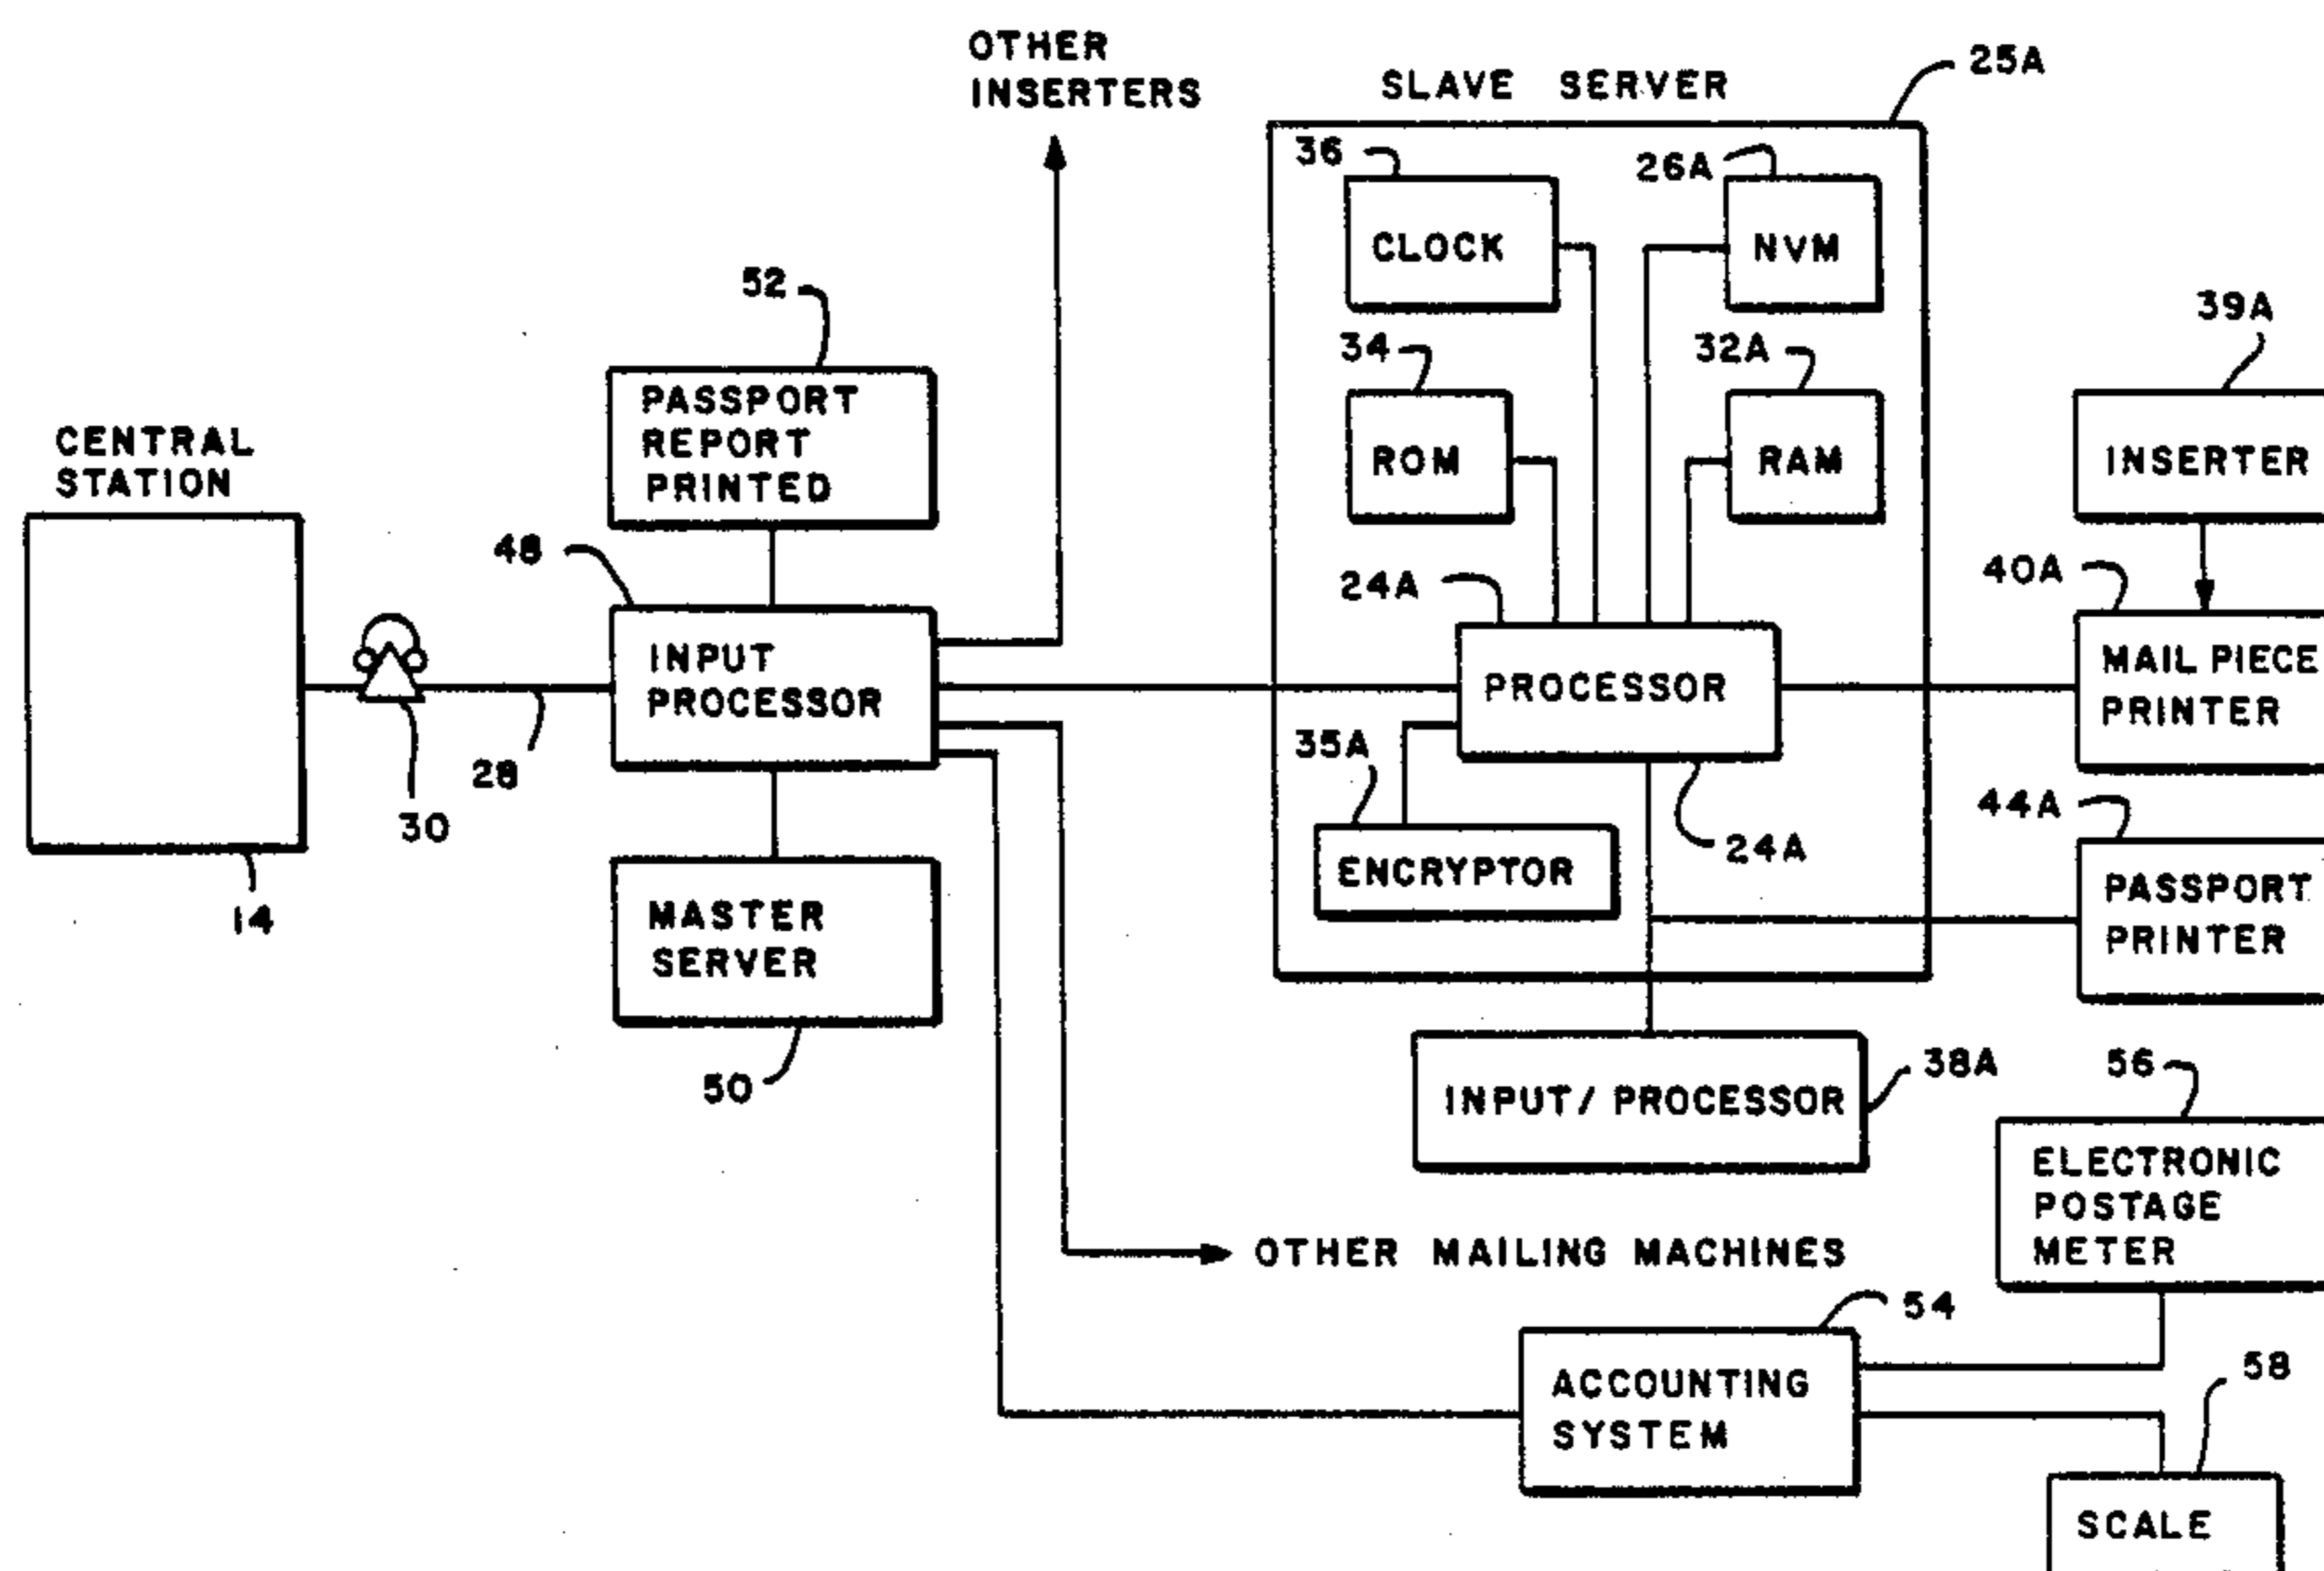 OTHER
INSERTERS
SLAVE SERVER
25A
36
26A
CLOCK
NVM
52
39A
34
32A
PASSPORT
REPORT
PRINTED
ROM
RAM
INSERTER
CENTRAL
STATION
48
24A
40A
INPUT
PROCESSOR
PROCESSOR
MAIL PIECE
PRINTER
28
30
35A
24A
44A
14
ENCRYPTOR
PASSPORT
PRINTER
MASTER
SERVER
50
INPUT/ PROCESSOR
38A
56
ELECTRONIC
POSTAGE
METER
OTHER MAILING MACHINES
54
ACCOUNTING
SYSTEM
58
SCALE